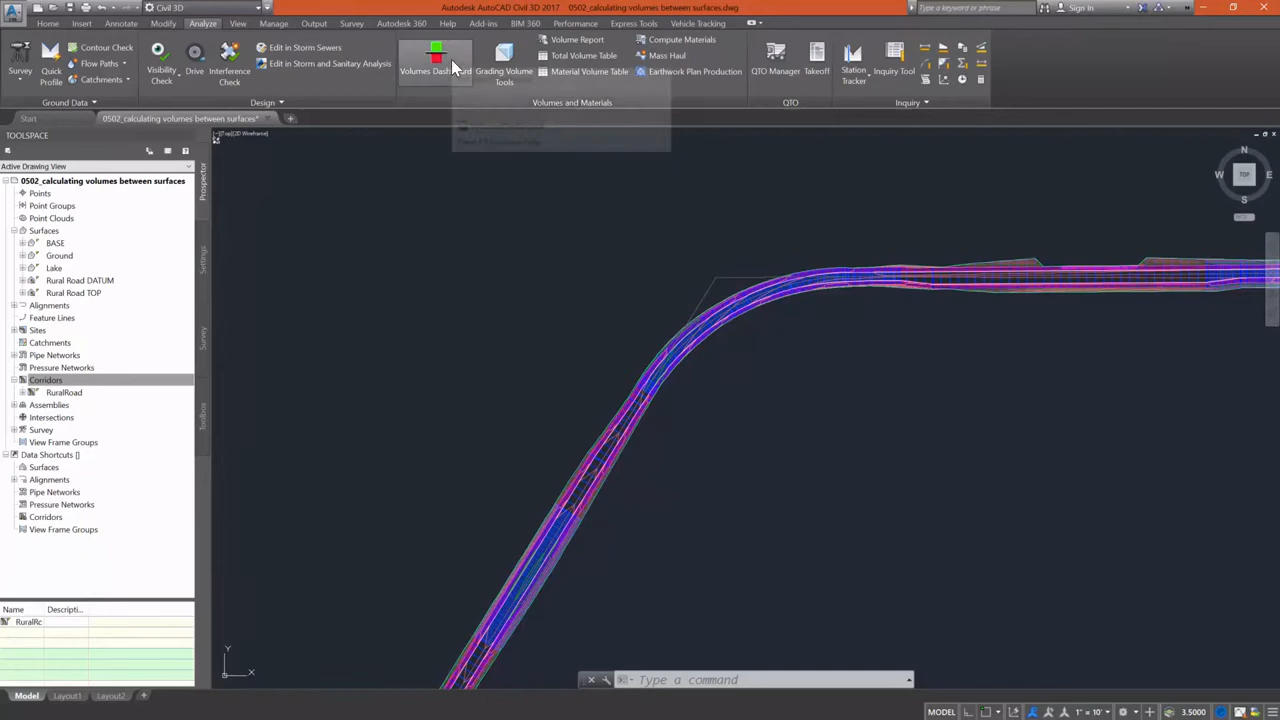 Civil 3D
Autodesk AutoCAD Civil 3D 2017 0502_calculating volumes between surfaces.dwg
Type a keyword or phrase
Sign In
Home Insert Annotate Modify Analyze View Manage Output Survey Autodesk 360 Help Add-ins BIM 360 Performance Express Tools Vehicle Tracking
Survey
Quick Profile
Contour Check
Flow Paths
Catchments
Ground Data
Visibility Check
Drive
Interference Check
Edit in Storm Sewers
Edit in Storm and Sanitary Analysis
Design
Volumes Dashboard
Grading Volume Tools
Volume Report
Total Volume Table
Material Volume Table
Compute Materials
Mass Haul
Earthwork Plan Production
Volumes and Materials
QTO Manager
Takeoff
QTO
Station Tracker
Inquiry Tool
Inquiry
Start
0502_calculating volumes between surfaces*
TOOLSPACE
Active Drawing View
0502_calculating volumes between surfaces
Points
Point Groups
Point Clouds
Surfaces
BASE
Ground
Lake
Rural Road DATUM
Rural Road TOP
Alignments
Feature Lines
Sites
Catchments
Pipe Networks
Pressure Networks
Corridors
RuralRoad
Assemblies
Intersections
Survey
View Frame Groups
Data Shortcuts []
Surfaces
Alignments
Pipe Networks
Pressure Networks
Corridors
View Frame Groups
Name Descripti...
RuralRc
Prospector
Settings
Survey
Toolbox
[−][Top][2D Wireframe]
N
W TOP E
S
Y
X
Type a command
Model Layout1 Layout2
MODEL
1" = 10'
3.5000